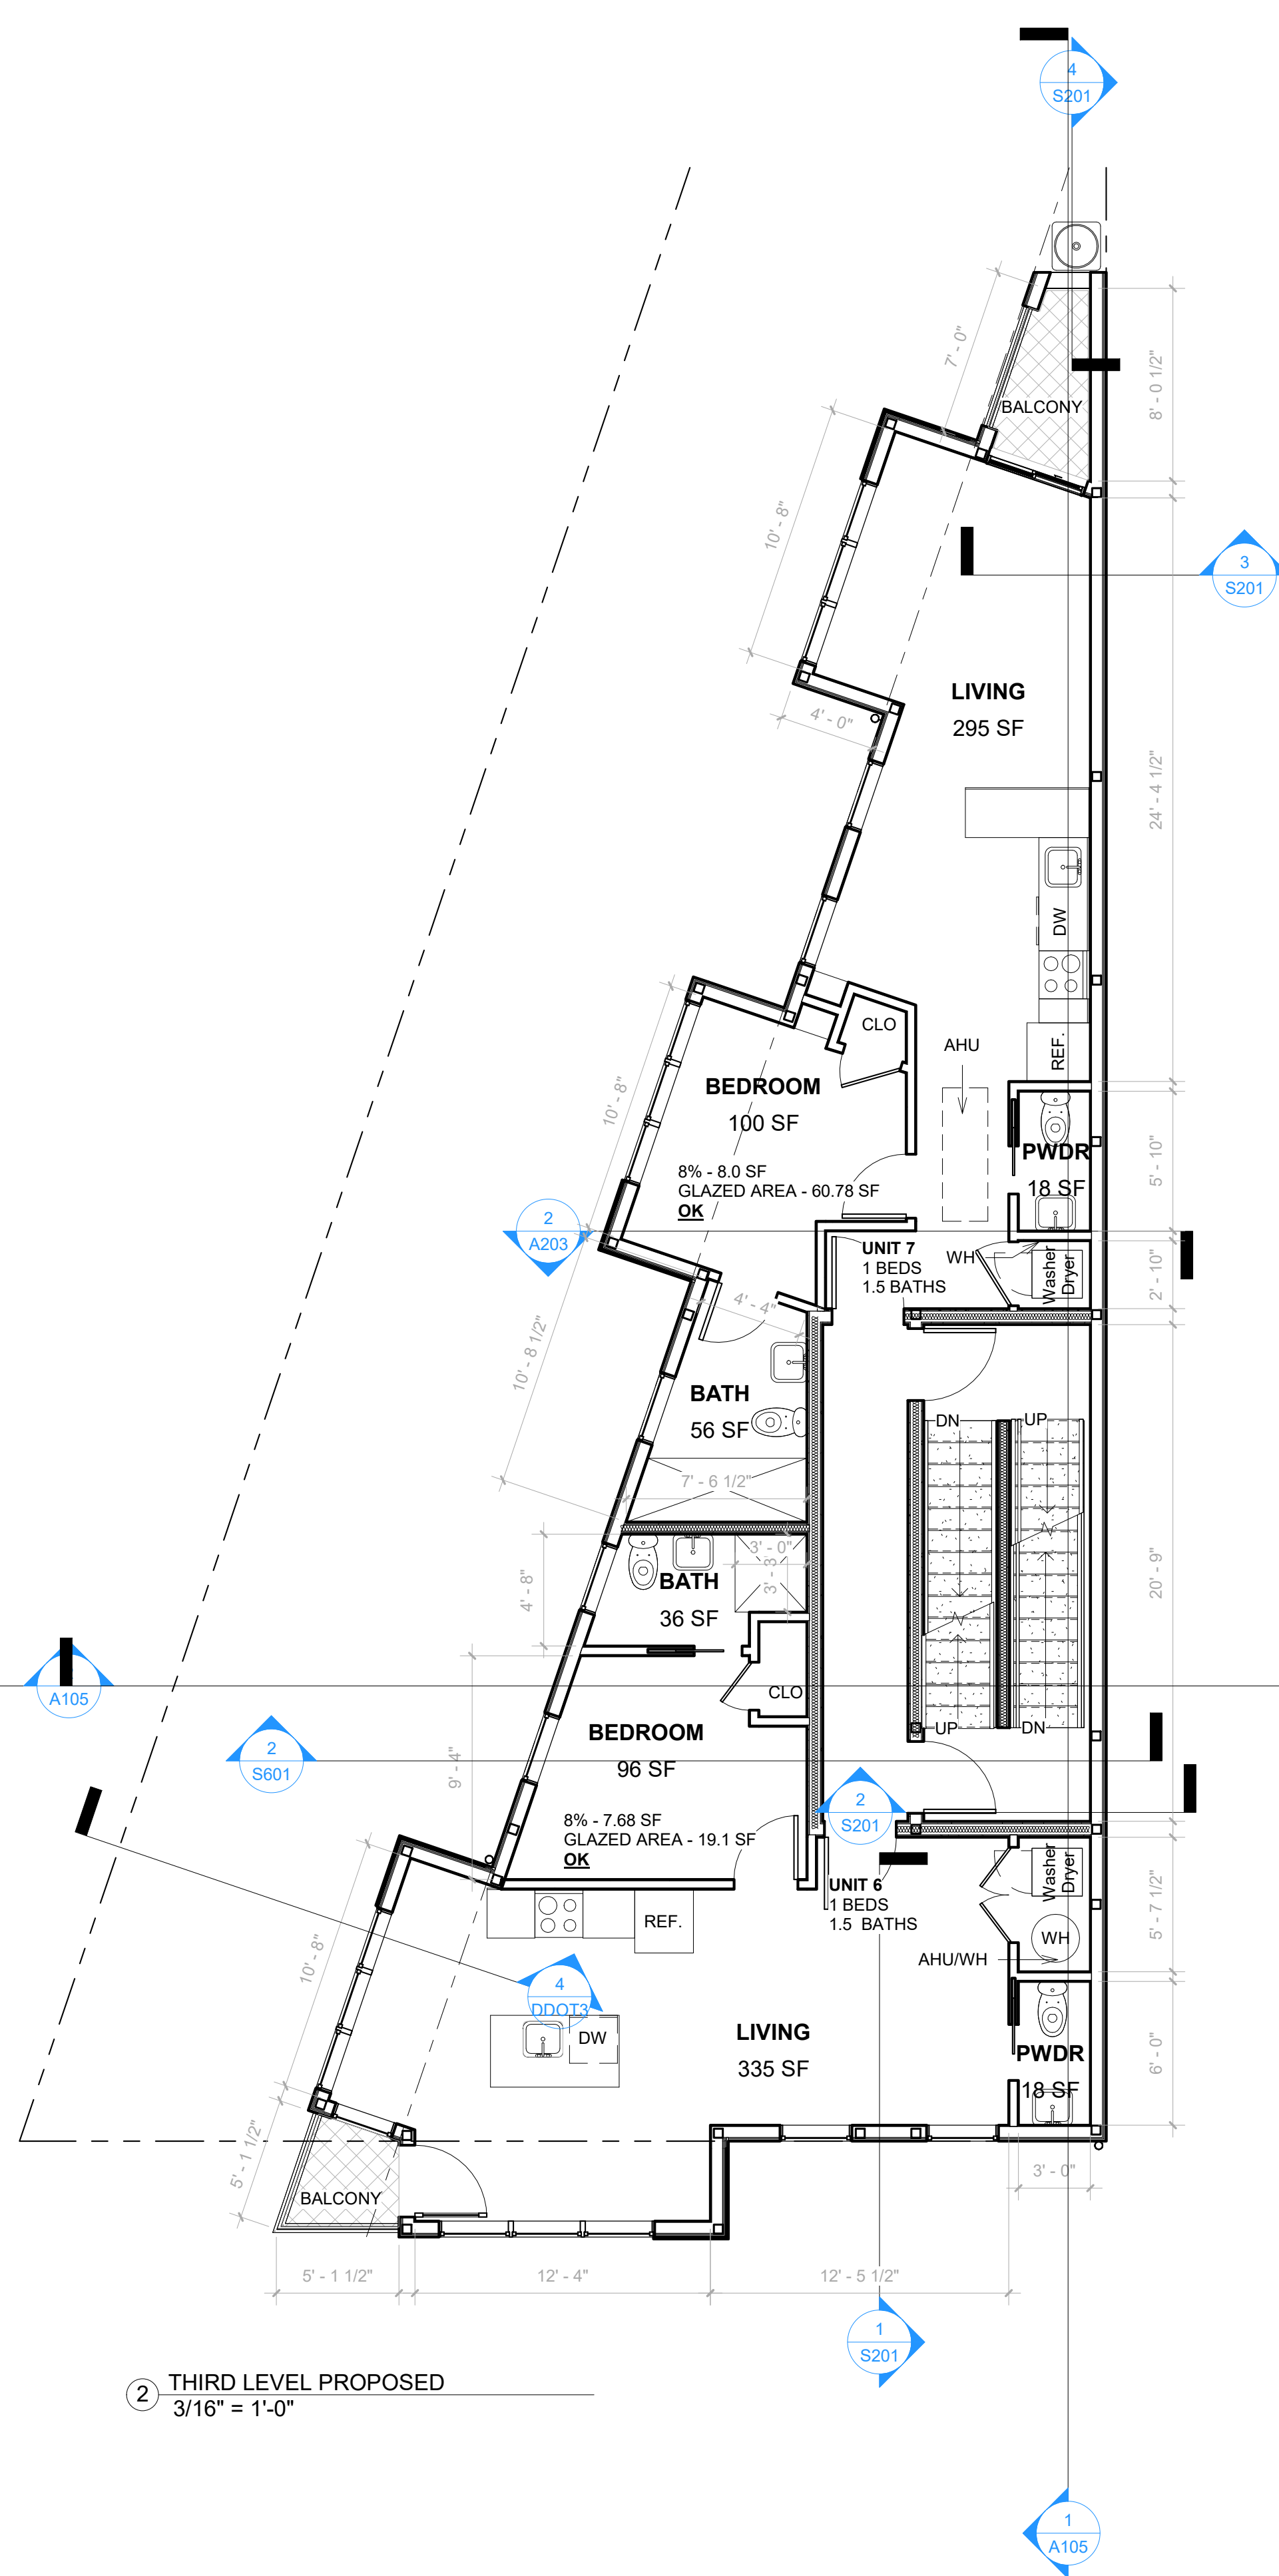 4
S201
7' - 0"
8' - 0 1/2"
BALCONY
10' - 8"
3
S201
LIVING
295 SF
4' - 0"
24' - 4 1/2"
DW
CLO
AHU
REF.
BEDROOM
100 SF
10' - 8"
PWDR
18 SF
5' - 10"
8% - 8.0 SF
GLAZED AREA - 60.78 SF
OK
2
A203
UNIT 7
1 BEDS
1.5 BATHS
WH
Washer
Dryer
2' - 10"
4' - 4"
10' - 8 1/2"
BATH
56 SF
DN
UP
7' - 6 1/2"
3' - 0"
3' - 3"
BATH
36 SF
4' - 8"
20' - 9"
A105
CLO
BEDROOM
96 SF
UP
DN
2
S601
9' - 4"
8% - 7.68 SF
GLAZED AREA - 19.1 SF
OK
2
S201
UNIT 6
1 BEDS
1.5 BATHS
Washer
Dryer
5' - 7 1/2"
REF.
WH
AHU/WH
10' - 8"
4
DDOT3
DW
LIVING
335 SF
PWDR
18 SF
6' - 0"
5' - 1 1/2"
BALCONY
3' - 0"
5' - 1 1/2"
12' - 4"
12' - 5 1/2"
1
S201
2
THIRD LEVEL PROPOSED
3/16" = 1'-0"
1
A105